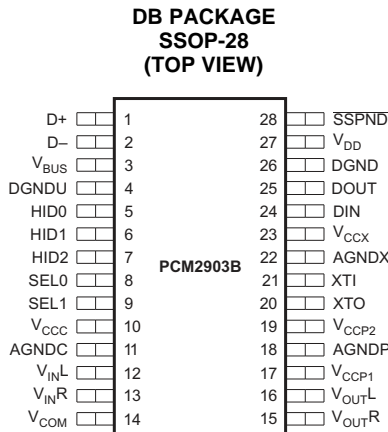 DB PACKAGE
SSOP-28
(TOP VIEW)
D+ 1 28 SSPND
D– 2 27 VDD
VBUS 3 26 DGND
DGNDU 4 25 DOUT
HID0 5 24 DIN
HID1 6 23 VCCX
HID2 7 22 AGNDX
PCM2903B
SEL0 8 21 XTI
SEL1 9 20 XTO
VCCC 10 19 VCCP2
AGNDC 11 18 AGNDP
VINL 12 17 VCCP1
VINR 13 16 VOUTL
VCOM 14 15 VOUTR